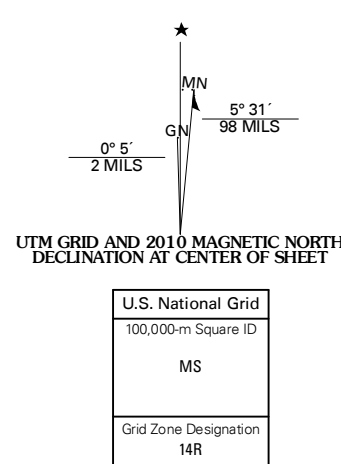 ★
MN
GN
5° 31´
98 MILS
0° 5´
2 MILS
UTM GRID AND 2010 MAGNETIC NORTH
DECLINATION AT CENTER OF SHEET
U.S. National Grid
100,000-m Square ID
MS
Grid Zone Designation
14R